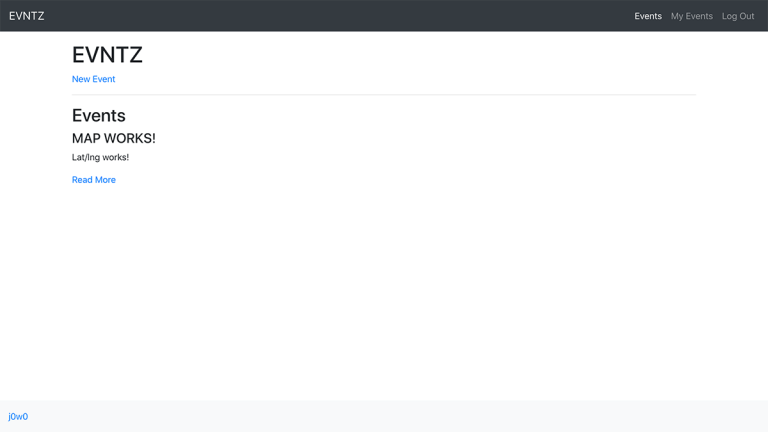 EVNTZ Events My Events Log Out
EVNTZ
New Event
Events
MAP WORKS!
Lat/lng works!
Read More
j0w0